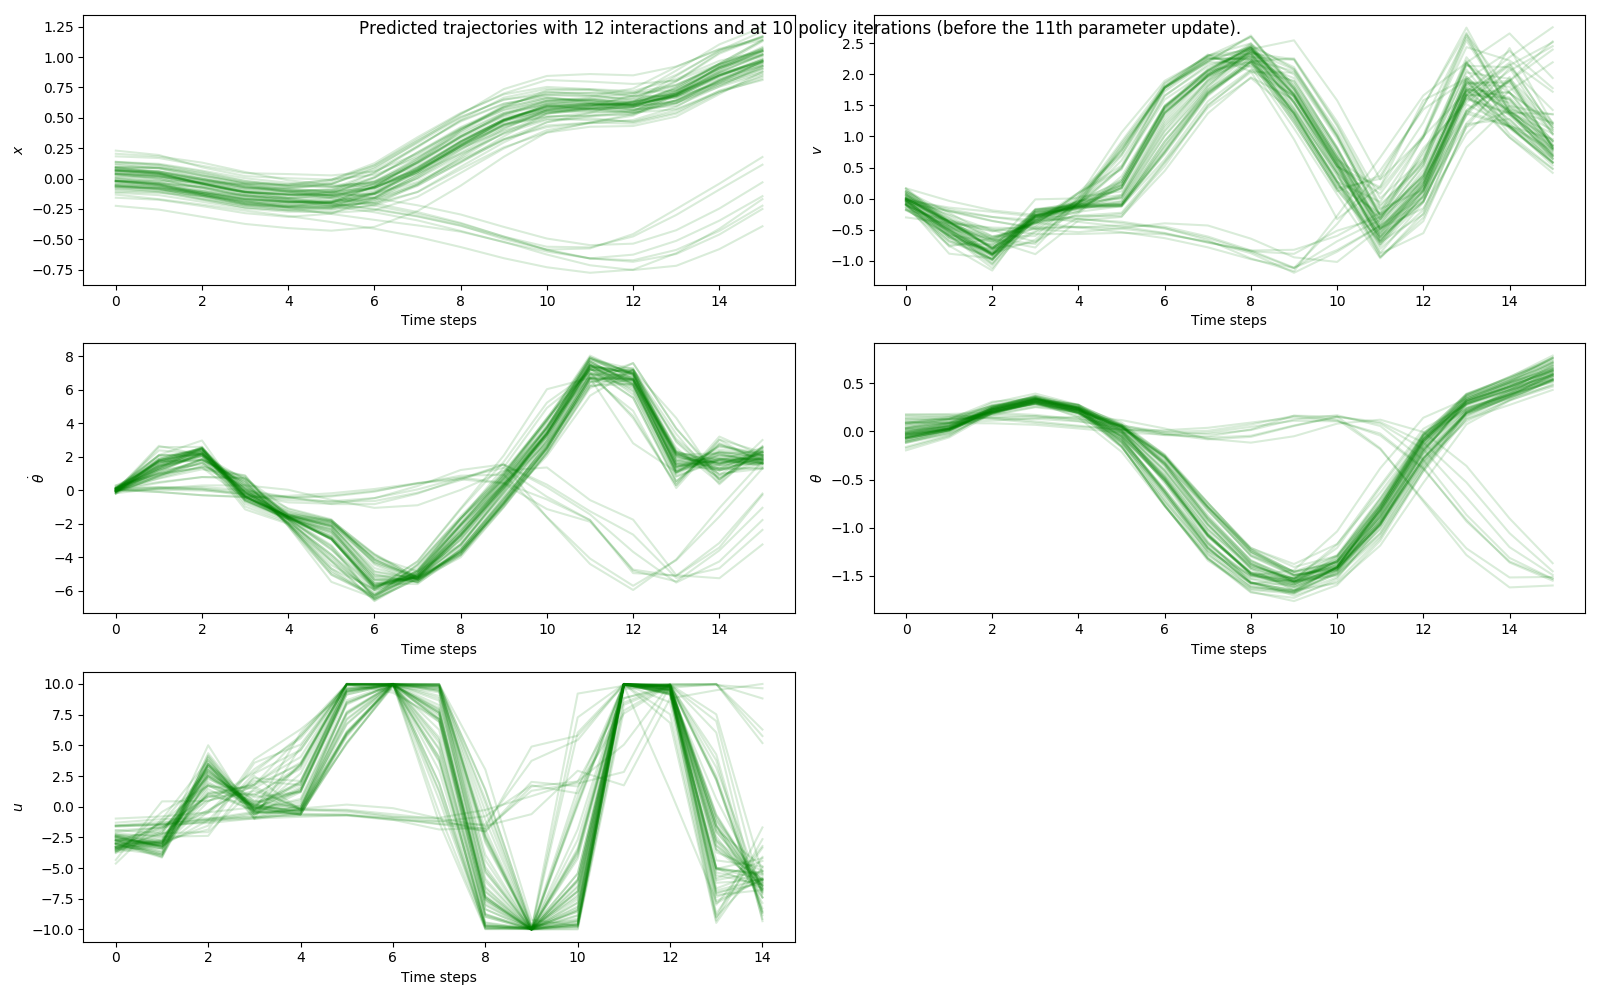 Predicted trajectories with 12 interactions and at 10 policy iterations (before the 11th parameter update).
1.25
1.00
0.75
0.50
0.25
0.00
−0.25
−0.50
−0.75
x
0 2 4 6 8 10 12 14
Time steps
2.5
2.0
1.5
1.0
0.5
0.0
−0.5
−1.0
v
0 2 4 6 8 10 12 14
Time steps
8
6
4
2
0
−2
−4
−6
θ̇
0 2 4 6 8 10 12 14
Time steps
0.5
0.0
−0.5
−1.0
−1.5
θ
0 2 4 6 8 10 12 14
Time steps
10.0
7.5
5.0
2.5
0.0
−2.5
−5.0
−7.5
−10.0
u
0 2 4 6 8 10 12 14
Time steps